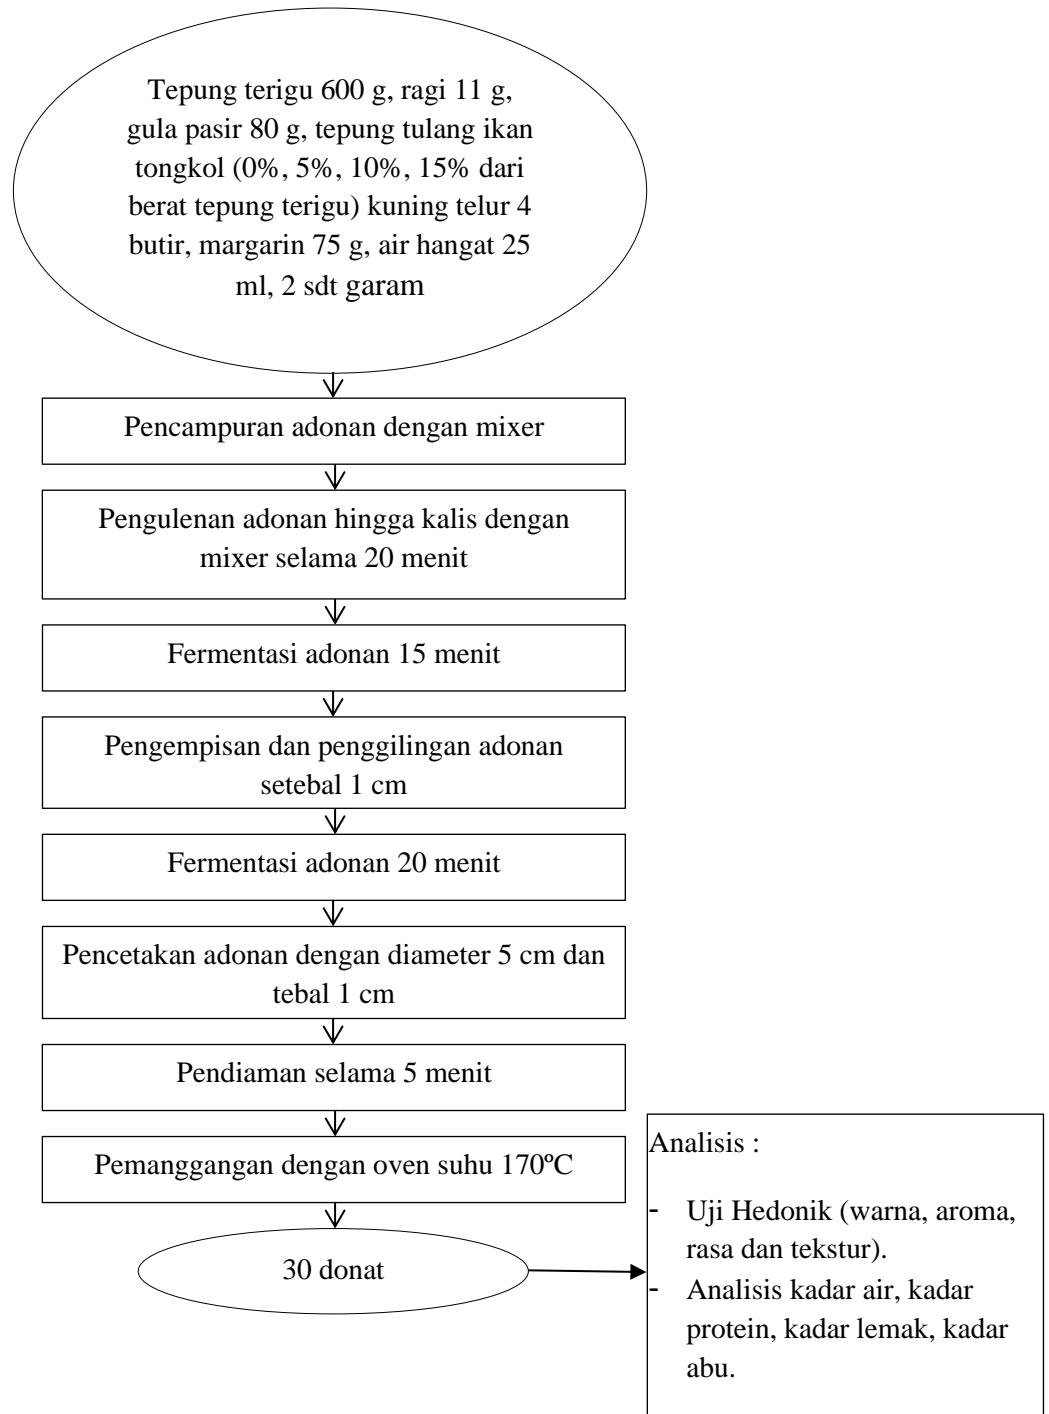 Tepung terigu 600 g, ragi 11 g,
gula pasir 80 g, tepung tulang ikan
tongkol (0%, 5%, 10%, 15% dari
berat tepung terigu) kuning telur 4
butir, margarin 75 g, air hangat 25
ml, 2 sdt garam
Pencampuran adonan dengan mixer
Pengulenan adonan hingga kalis dengan
mixer selama 20 menit
Fermentasi adonan 15 menit
Pengempisan dan penggilingan adonan
setebal 1 cm
Fermentasi adonan 20 menit
Pencetakan adonan dengan diameter 5 cm dan
tebal 1 cm
Pendiaman selama 5 menit
Pemanggangan dengan oven suhu 170ºC
30 donat
Analisis :
- Uji Hedonik (warna, aroma,
rasa dan tekstur).
- Analisis kadar air, kadar
protein, kadar lemak, kadar
abu.